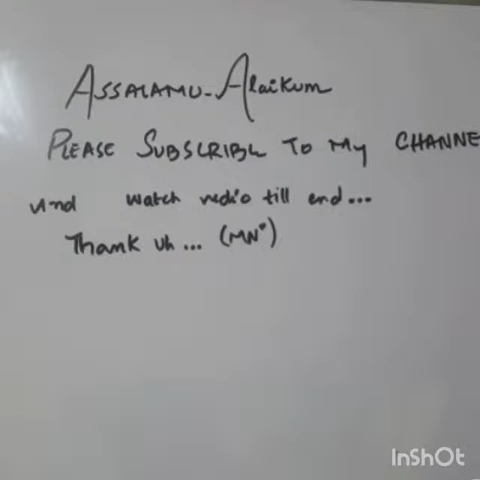 ASSALAMU-Alaikum
PLEASE SUBSCRIBE TO MY CHANNE
And watch vedio till end...
Thank uh... (MN°)
InShOt